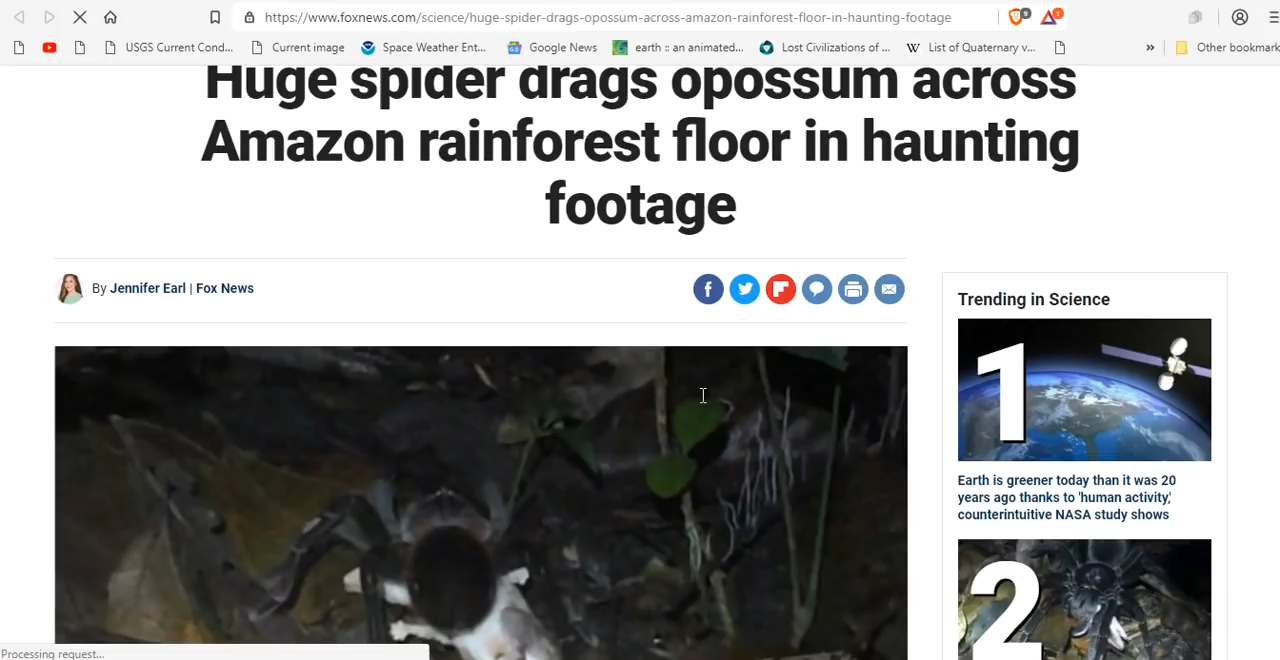 https://www.foxnews.com/science/huge-spider-drags-opossum-across-amazon-rainforest-floor-in-haunting-footage
9
1
USGS Current Cond...
Current image
Space Weather Ent...
Google News
earth :: an animated...
Lost Civilizations of ...
W
List of Quaternary v...
»
Other bookmark
Huge spider drags opossum across
Amazon rainforest floor in haunting
footage
By Jennifer Earl | Fox News
Trending in Science
1
Earth is greener today than it was 20
years ago thanks to 'human activity,'
counterintuitive NASA study shows
2
Processing request...